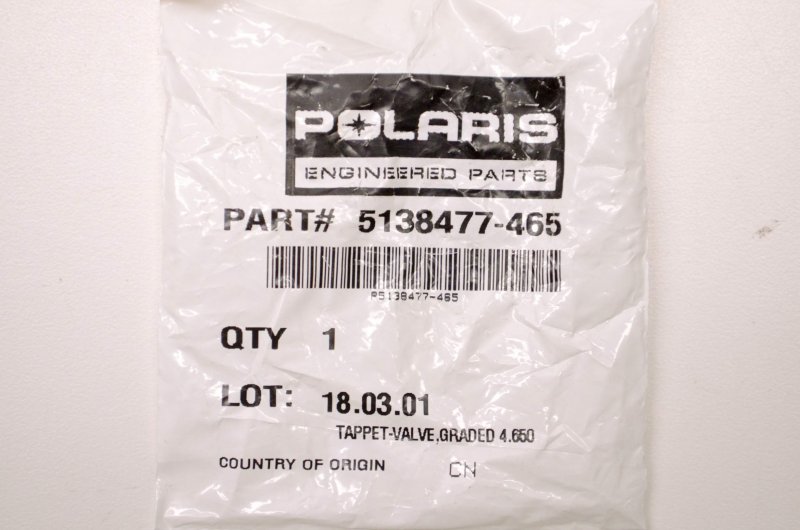 POLARIS
ENGINEERED PARTS
PART# 5138477-465
P5138477-465
QTY 1
LOT: 18.03.01
TAPPET-VALVE,GRADED 4.650
COUNTRY OF ORIGIN CN